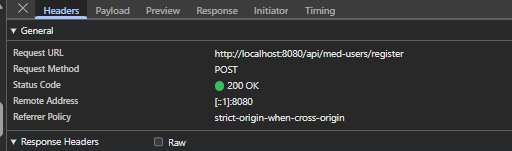 Headers Payload Preview Response Initiator Timing
General
Request URL http://localhost:8080/api/med-users/register
Request Method POST
Status Code 200 OK
Remote Address [::1]:8080
Referrer Policy strict-origin-when-cross-origin
Response Headers Raw